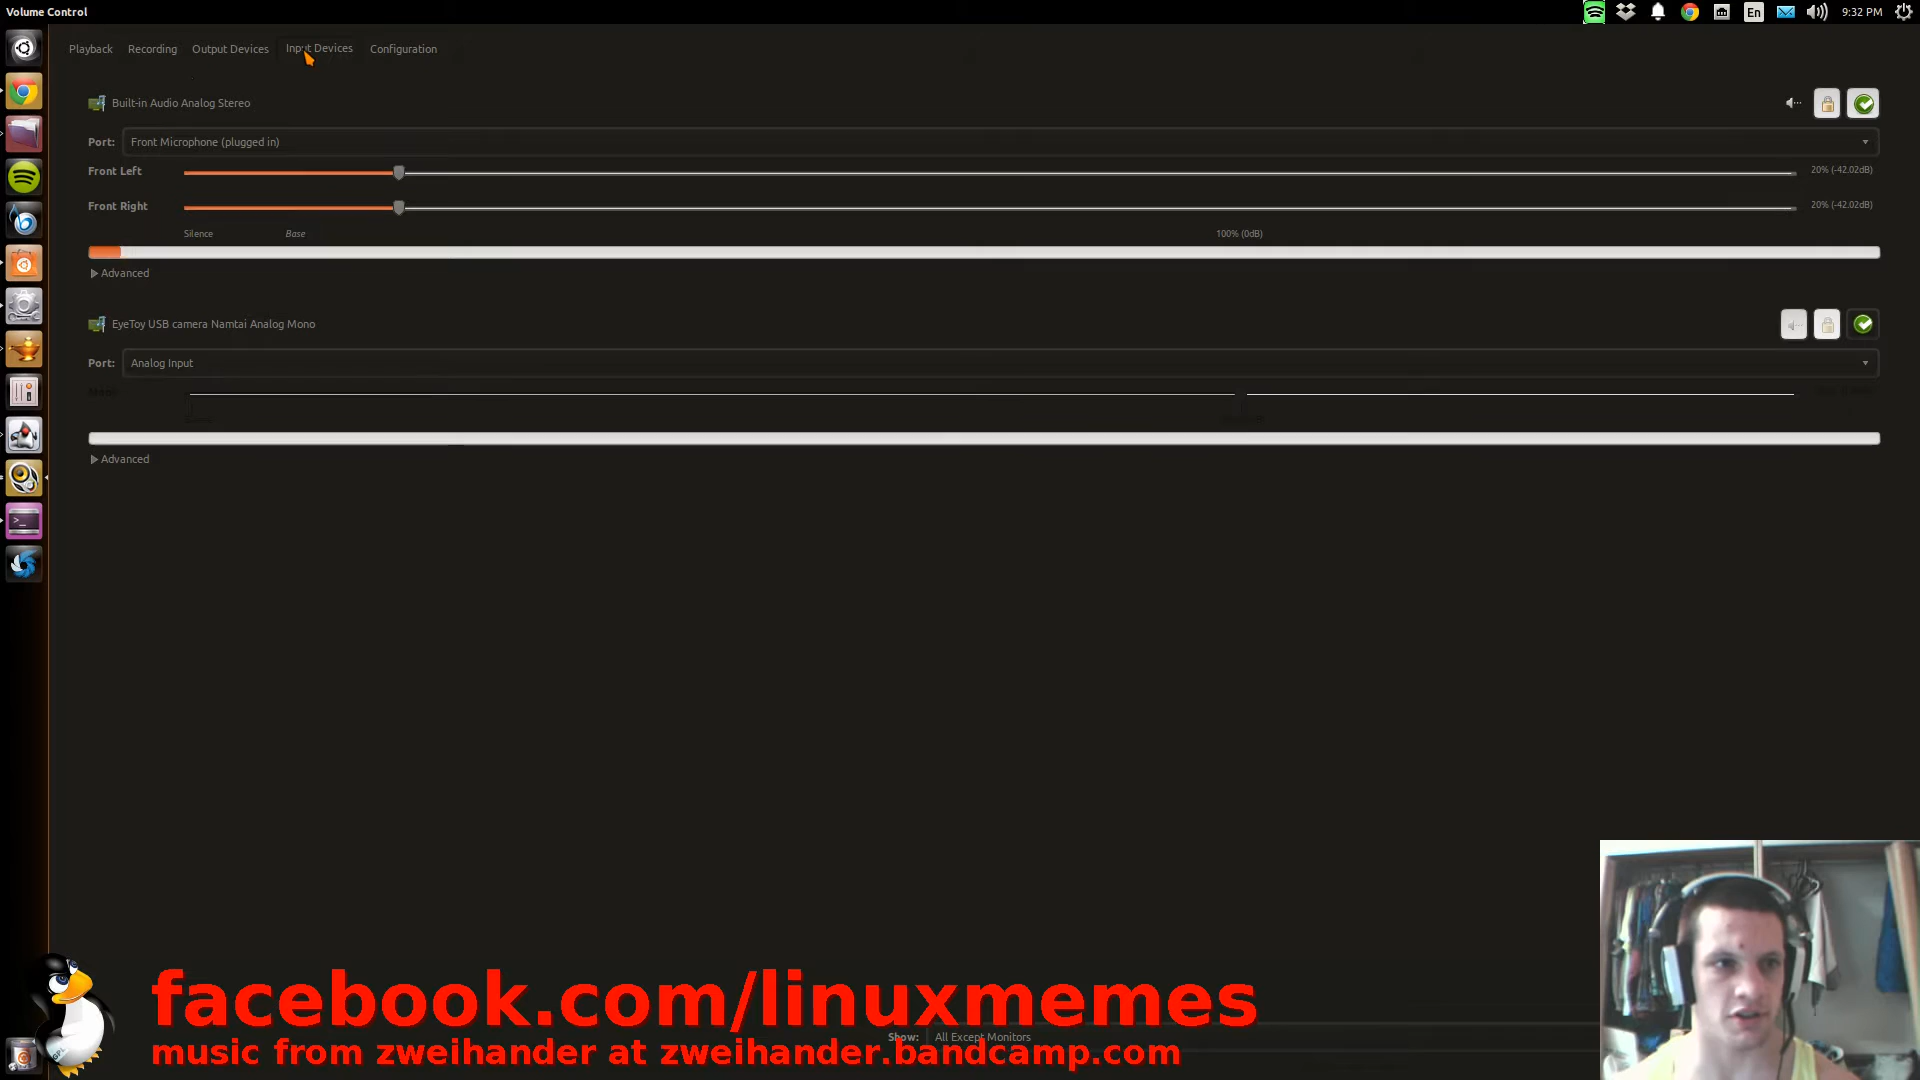 Volume Control
En
9:32 PM
Playback Recording Output Devices Input Devices Configuration
Built-in Audio Analog Stereo
Port: Front Microphone (plugged in)
Front Left 20% (-42.02dB)
Front Right 20% (-42.02dB)
Silence Base 100% (0dB)
Advanced
EyeToy USB camera Namtai Analog Mono
Port: Analog Input
Advanced
facebook.com/linuxmemes
Show: All Except Monitors
music from zweihander at zweihander.bandcamp.com